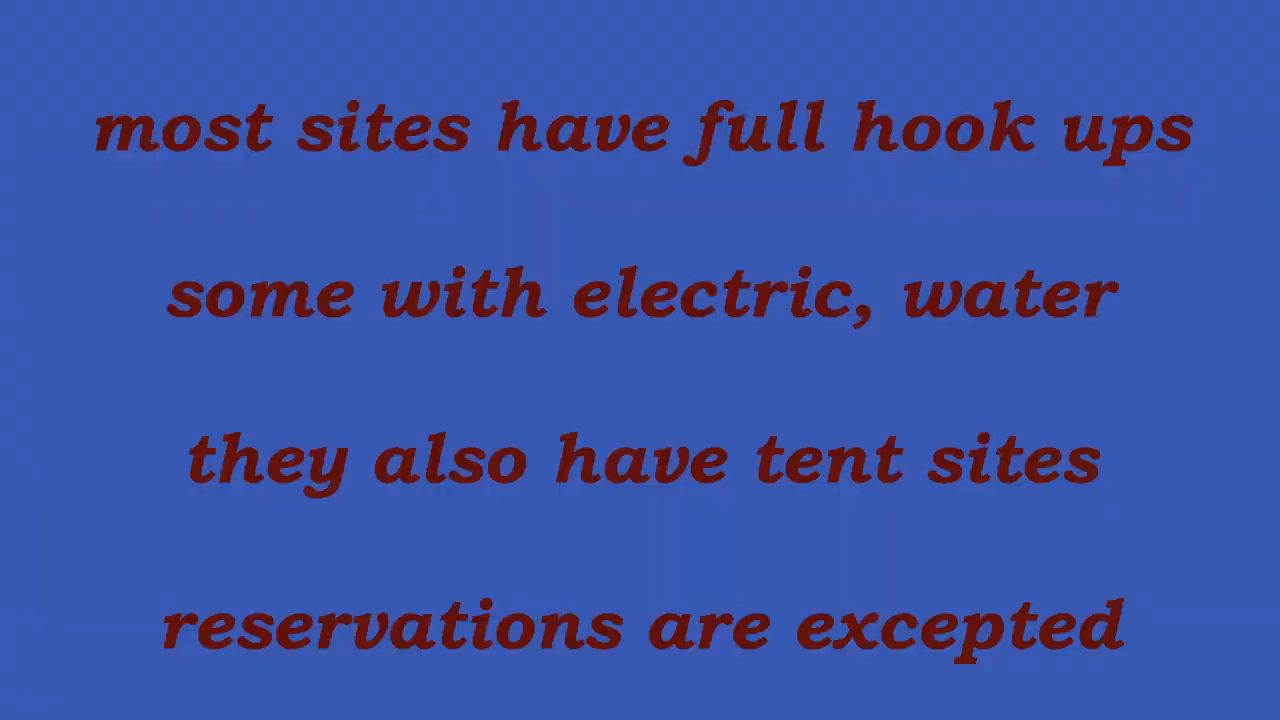 most sites have full hook ups
some with electric, water
they also have tent sites
reservations are excepted